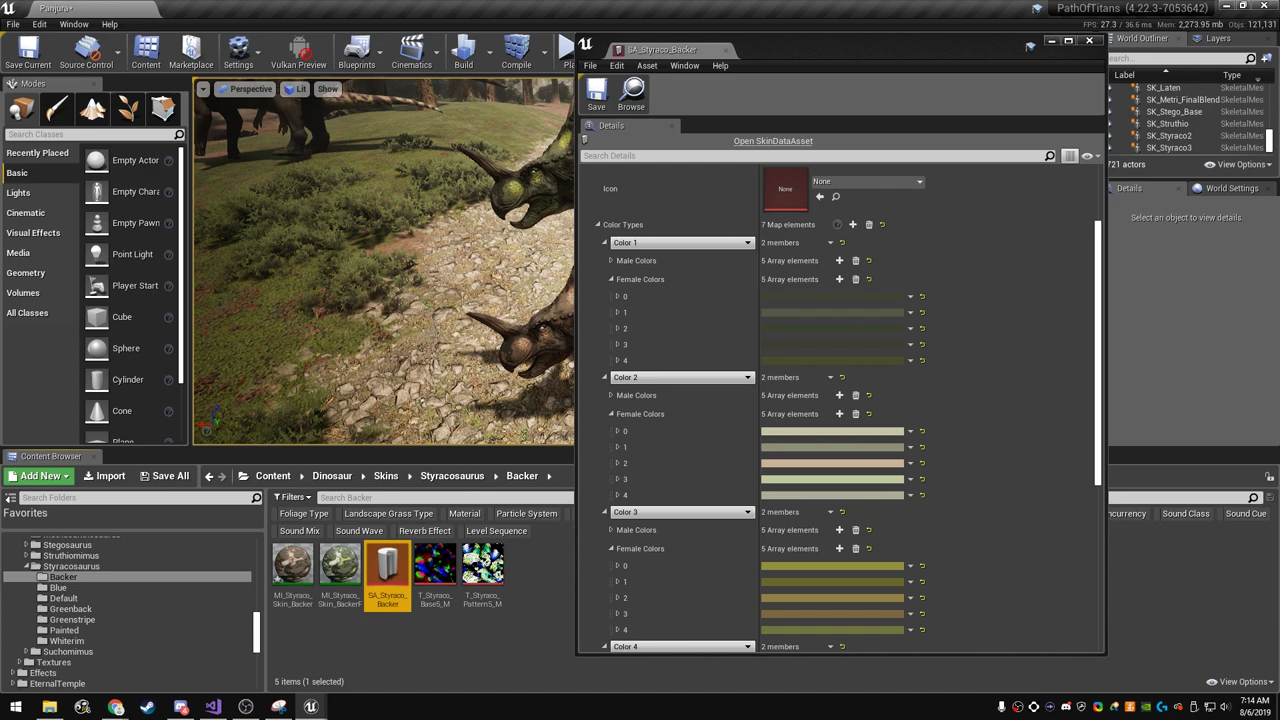 Panjura*
PathOfTitans (4.22.3-7053642)
File Edit Window Help
FPS: 27.3 / 36.6 ms Mem: 2,273.95 mb Objs: 121,131
Save Current Source Control Content Marketplace Settings Vulkan Preview Blueprints Cinematics Build Compile
Modes
Search Classes
Recently Placed
Basic
Lights
Cinematic
Visual Effects
Media
Geometry
Volumes
All Classes
Empty Actor
Empty Chara
Empty Pawn
Point Light
Player Start
Cube
Sphere
Cylinder
Cone
Plane
Perspective Lit Show
SA_Styraco_Backer
File Edit Asset Window Help
Save Browse
Details
Open SkinDataAsset
Search Details
Icon None None
Color Types 7 Map elements
Color 1 2 members
Male Colors 5 Array elements
Female Colors 5 Array elements
0
1
2
3
4
Color 2 2 members
Male Colors 5 Array elements
Female Colors 5 Array elements
0
1
2
3
4
Color 3 2 members
Male Colors 5 Array elements
Female Colors 5 Array elements
0
1
2
3
4
Color 4 2 members
World Outliner Layers
Label Type
SK_Laten SkeletalMes
SK_Metri_FinalBlend SkeletalMes
SK_Stego_Base SkeletalMes
SK_Struthio SkeletalMes
SK_Styraco2 SkeletalMes
SK_Styraco3 SkeletalMes
721 actors View Options
Details World Settings
Select an object to view details.
Content Browser
Add New Import Save All Content Dinosaur Skins Styracosaurus Backer
Search Folders
Favorites
Stegosaurus
Struthiomimus
Styracosaurus
Backer
Blue
Default
Greenback
Greenstripe
Painted
Whiterim
Suchomimus
Textures
Effects
EternalTemple
Filters Search Backer
Foliage Type Landscape Grass Type Material Particle System
Sound Class Sound Cue
Sound Mix Sound Wave Reverb Effect Level Sequence
MI_Styraco_Skin_Backer
MI_Styraco_Skin_BackerF
SA_Styraco_Backer
T_Styraco_Base5_M
T_Styraco_Pattern5_M
5 items (1 selected)
View Options
7:14 AM
8/6/2019